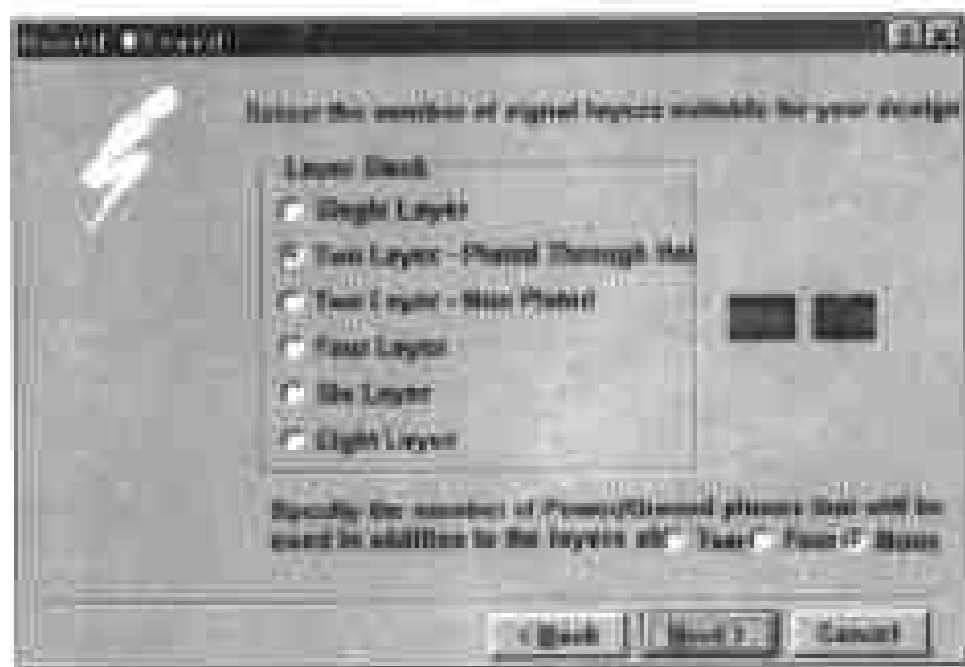 Select the number of signal layers suitable for your design
Layer Stack
Single Layer
Two Layer - Plated Through Hol
Two Layer - Non Plated
Four Layer
Six Layer
Eight Layer
Specify the number of Power/Ground planes that will be
used in addition to the layers ab Two Four None
< Back Next > Cancel